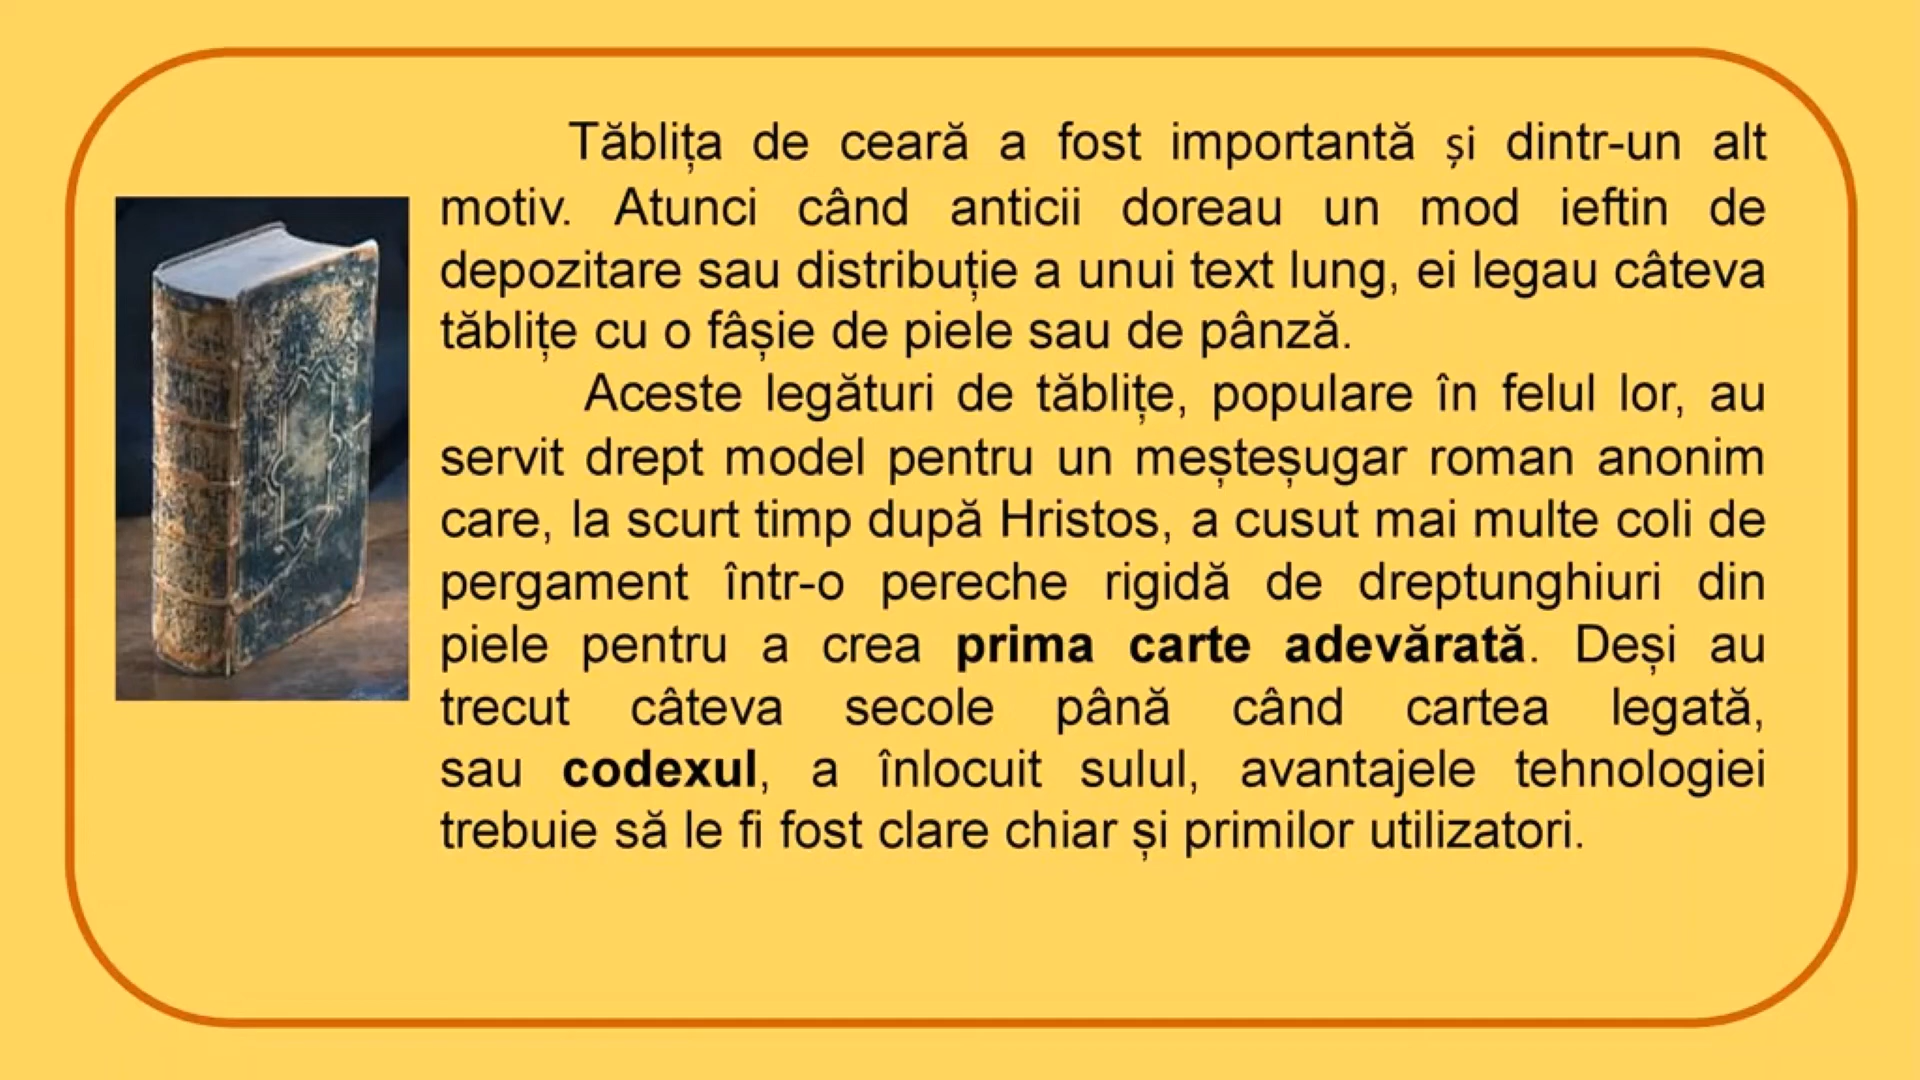 Tăblița de ceară a fost importantă și dintr-un alt
motiv. Atunci când anticii doreau un mod ieftin de
depozitare sau distribuție a unui text lung, ei legau câteva
tăblițe cu o fâșie de piele sau de pânză.
Aceste legături de tăblițe, populare în felul lor, au
servit drept model pentru un meșteșugar roman anonim
care, la scurt timp după Hristos, a cusut mai multe coli de
pergament într-o pereche rigidă de dreptunghiuri din
piele pentru a crea prima carte adevărată. Deși au
trecut câteva secole până când cartea legată,
sau codexul, a înlocuit sulul, avantajele tehnologiei
trebuie să le fi fost clare chiar și primilor utilizatori.